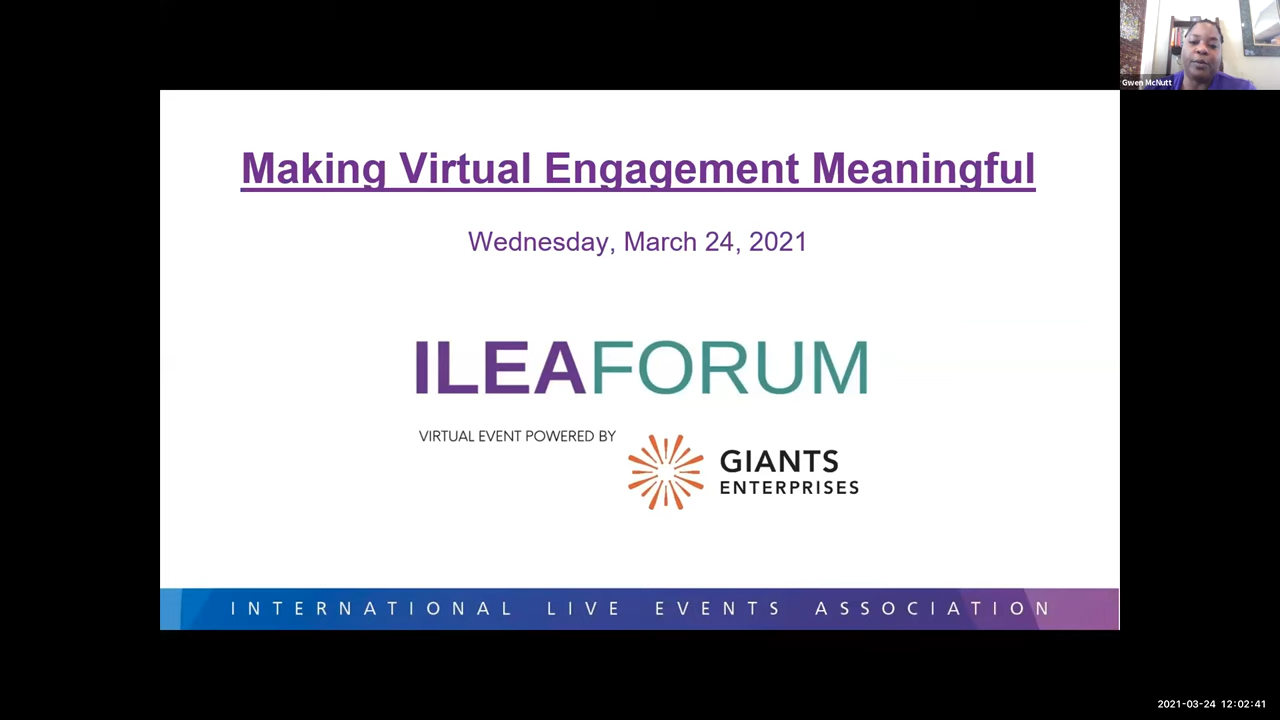 Gwen McNutt
Making Virtual Engagement Meaningful
Wednesday, March 24, 2021
ILEAFORUM
VIRTUAL EVENT POWERED BY
GIANTS
ENTERPRISES
INTERNATIONAL LIVE EVENTS ASSOCIATION
2021-03-24 12:02:41